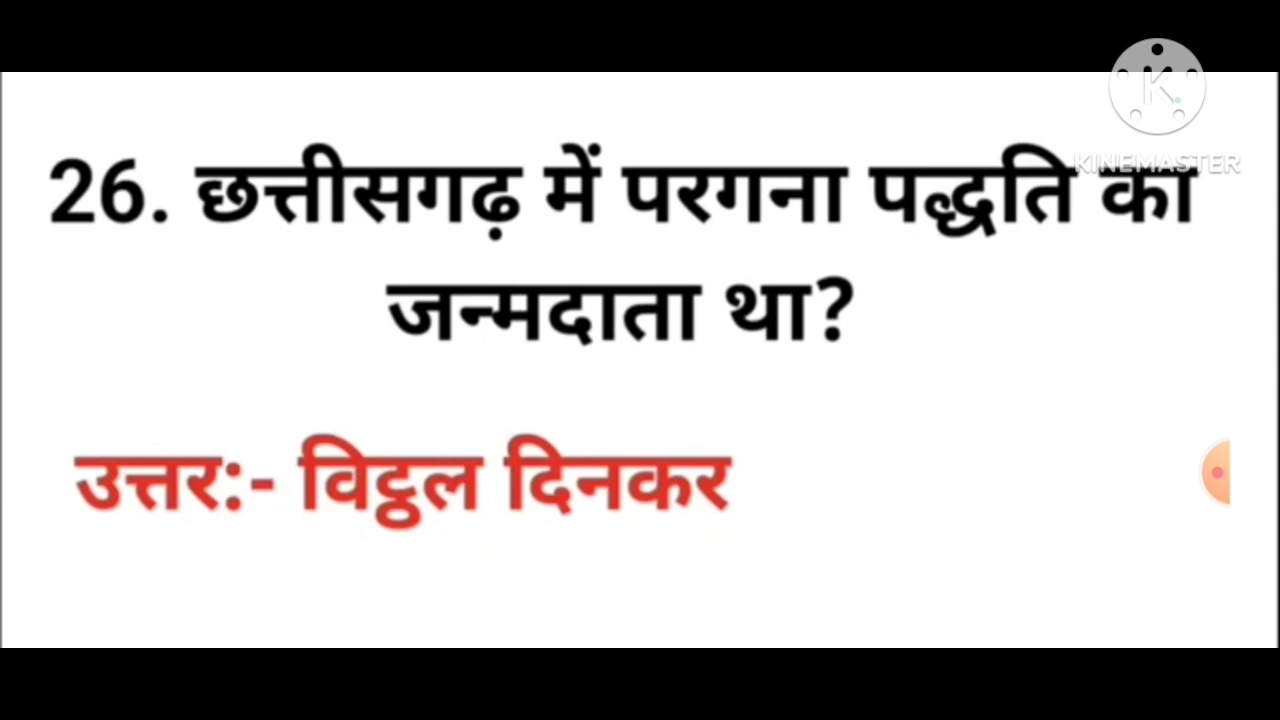 KINEMASTER
26. छत्तीसगढ़ में परगना पद्धति का
जन्मदाता था?
उत्तर:- विट्ठल दिनकर